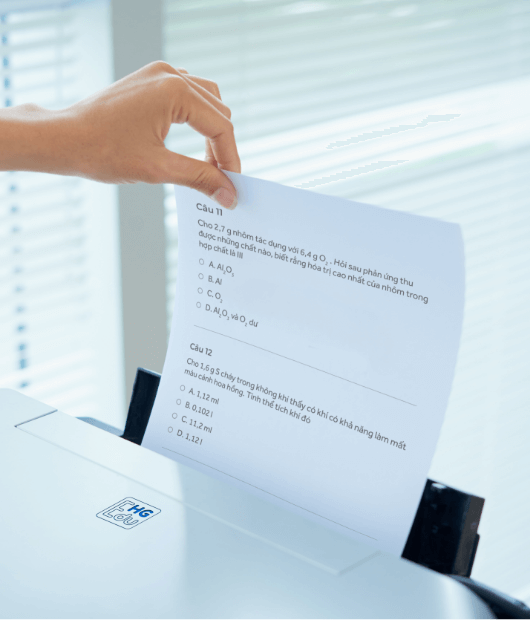 Câu 11
Cho 2,7 g nhôm tác dụng với 6,4 g O₂ . Hỏi sau phản ứng thu
được những chất nào, biết rằng hóa trị cao nhất của nhôm trong
hợp chất là III
A. Al₂O₃
B. Al
C. O₂
D. Al₂O₃ và O₂ dư
Câu 12
Cho 1,6 g S cháy trong không khí thấy có khí có khả năng làm mất
màu cánh hoa hồng. Tính thể tích khí đó
A. 1,12 ml
B. 0,102 l
C. 11,2 ml
D. 1,12 l
HG
Edu